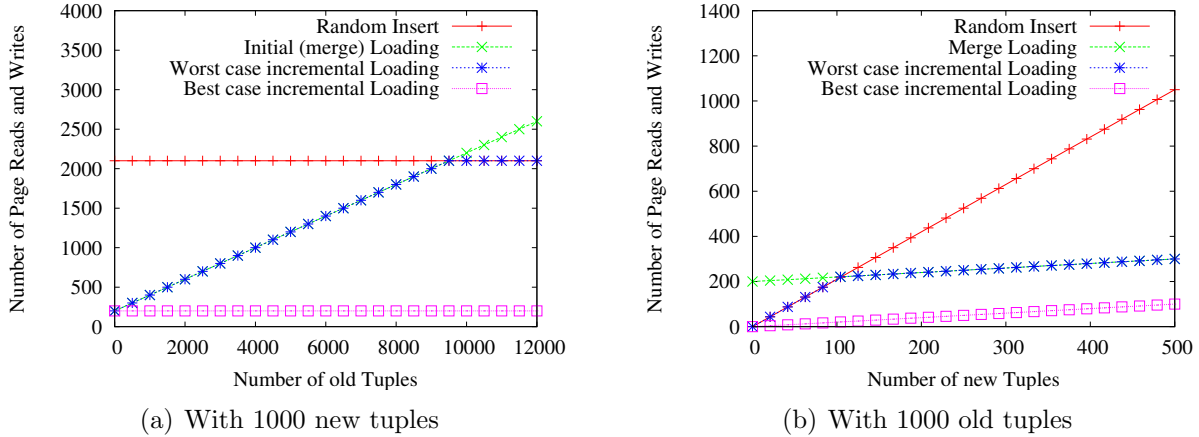 Number of Page Reads and Writes
4000
3500
3000
2500
2000
1500
1000
500
0
Random Insert
Initial (merge) Loading
Worst case incremental Loading
Best case incremental Loading
0 2000 4000 6000 8000 10000 12000
Number of old Tuples
(a) With 1000 new tuples
Number of Page Reads and Writes
1400
1200
1000
800
600
400
200
0
Random Insert
Merge Loading
Worst case incremental Loading
Best case incremental Loading
0 100 200 300 400 500
Number of new Tuples
(b) With 1000 old tuples